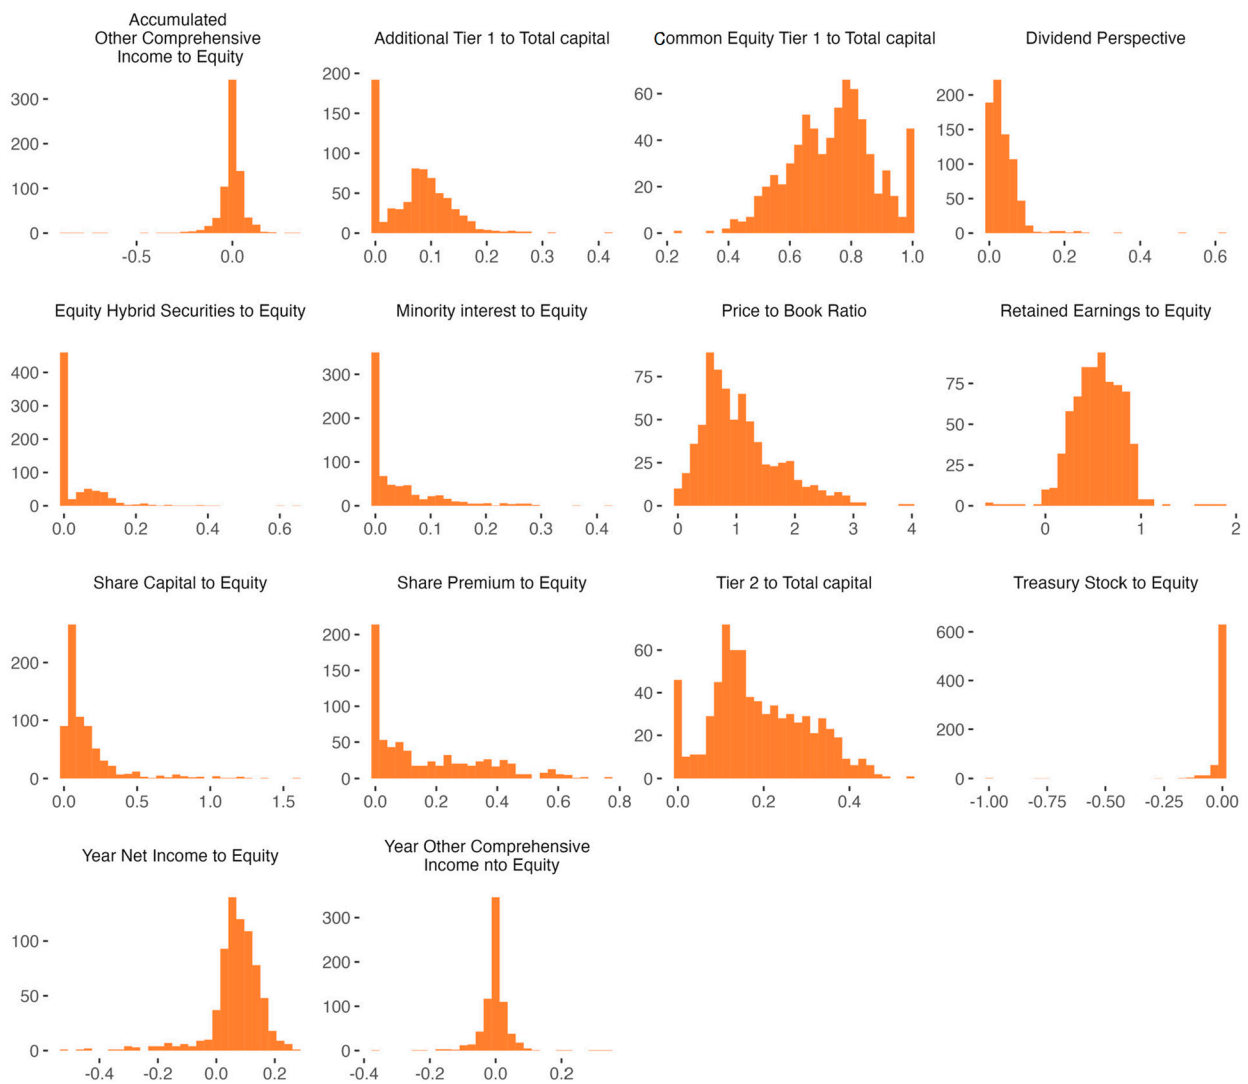 Accumulated
Other Comprehensive
Income to Equity
Additional Tier 1 to Total capital
Common Equity Tier 1 to Total capital
Dividend Perspective
300
200
100
0
-0.5 0.0
200
150
100
50
0
0.0 0.1 0.2 0.3 0.4
60
40
20
0
0.2 0.4 0.6 0.8 1.0
200
150
100
50
0
0.0 0.2 0.4 0.6
Equity Hybrid Securities to Equity
Minority interest to Equity
Price to Book Ratio
Retained Earnings to Equity
400
300
200
100
0
0.0 0.2 0.4 0.6
300
200
100
0
0.0 0.1 0.2 0.3 0.4
75
50
25
0
0 1 2 3 4
75
50
25
0
0 1 2
Share Capital to Equity
Share Premium to Equity
Tier 2 to Total capital
Treasury Stock to Equity
200
100
0
0.0 0.5 1.0 1.5
200
150
100
50
0
0.0 0.2 0.4 0.6 0.8
60
40
20
0
0.0 0.2 0.4
600
400
200
0
-1.00 -0.75 -0.50 -0.25 0.00
Year Net Income to Equity
Year Other Comprehensive
Income nto Equity
100
50
0
-0.4 -0.2 0.0 0.2
300
200
100
0
-0.4 -0.2 0.0 0.2